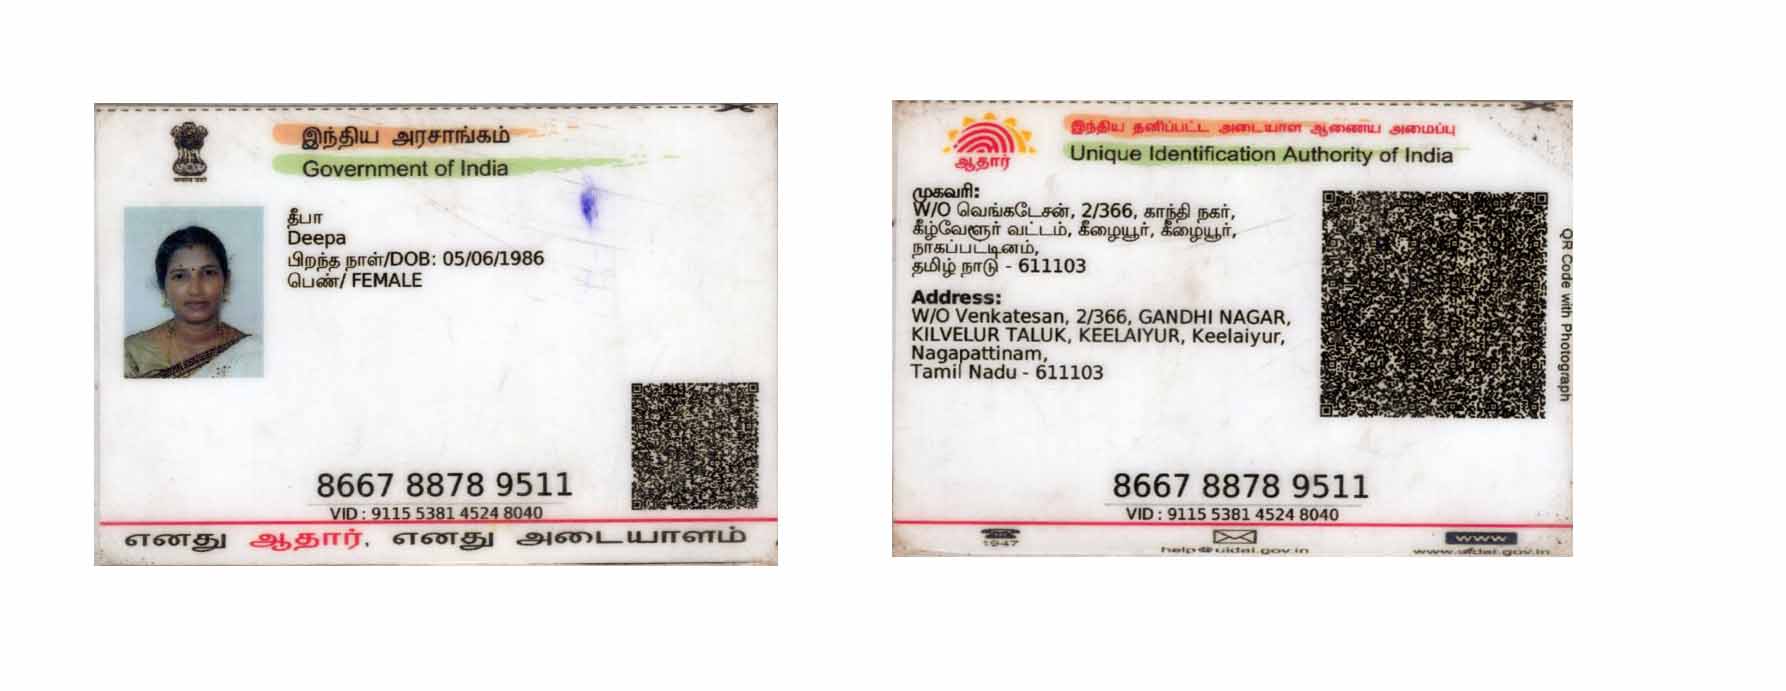 இந்திய அரசாங்கம்
Government of India
தீபா
Deepa
பிறந்த நாள்/DOB: 05/06/1986
பெண்/ FEMALE
8667 8878 9511
VID : 9115 5381 4524 8040
எனது ஆதார், எனது அடையாளம்
இந்திய தனிப்பட்ட அடையாள ஆணைய அமைப்பு
Unique Identification Authority of India
ஆதார்
முகவரி:
W/O வெங்கடேசன், 2/366, காந்தி நகர்,
கீழ்வேளூர் வட்டம், கீழையூர், கீழையூர்,
நாகப்பட்டினம்,
தமிழ் நாடு - 611103
Address:
W/O Venkatesan, 2/366, GANDHI NAGAR,
KILVELUR TALUK, KEELAIYUR, Keelaiyur,
Nagapattinam,
Tamil Nadu - 611103
QR Code with Photograph
8667 8878 9511
VID : 9115 5381 4524 8040
1947
help@uidai.gov.in
www
www.uidai.gov.in